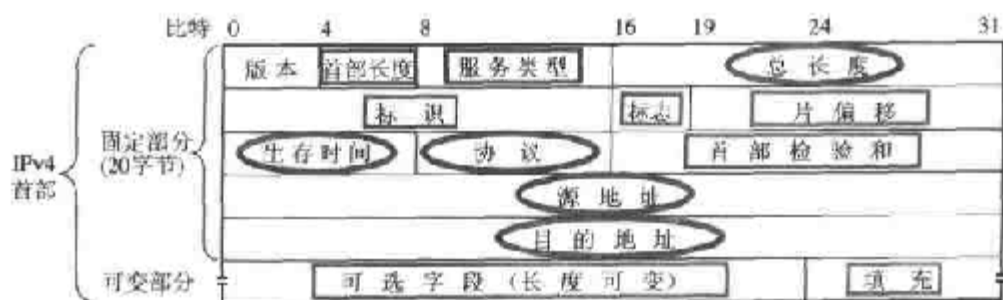 比特 0 4 8 16 19 24 31
版本 首部长度 服务类型 总长度
标识 标志 片偏移
生存时间 协议 首部检验和
源地址
目的地址
可选字段(长度可变) 填充
IPv4
首部
固定部分
(20字节)
可变部分